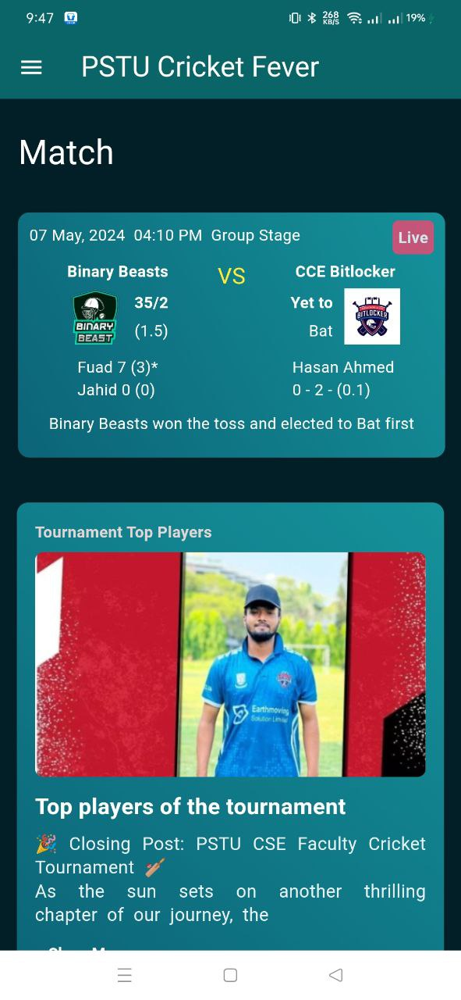 9:47 268 KB/S 19%
PSTU Cricket Fever
Match
07 May, 2024 04:10 PM Group Stage Live
Binary Beasts VS CCE Bitlocker
35/2 Yet to
(1.5) Bat
BINARY
BEAST
BITLOCKER
Fuad 7 (3)* Hasan Ahmed
Jahid 0 (0) 0 - 2 - (0.1)
Binary Beasts won the toss and elected to Bat first
Tournament Top Players
Earthmoving
Solution Limited
Top players of the tournament
🎉 Closing Post: PSTU CSE Faculty Cricket
Tournament 🏏
As the sun sets on another thrilling
chapter of our journey, the